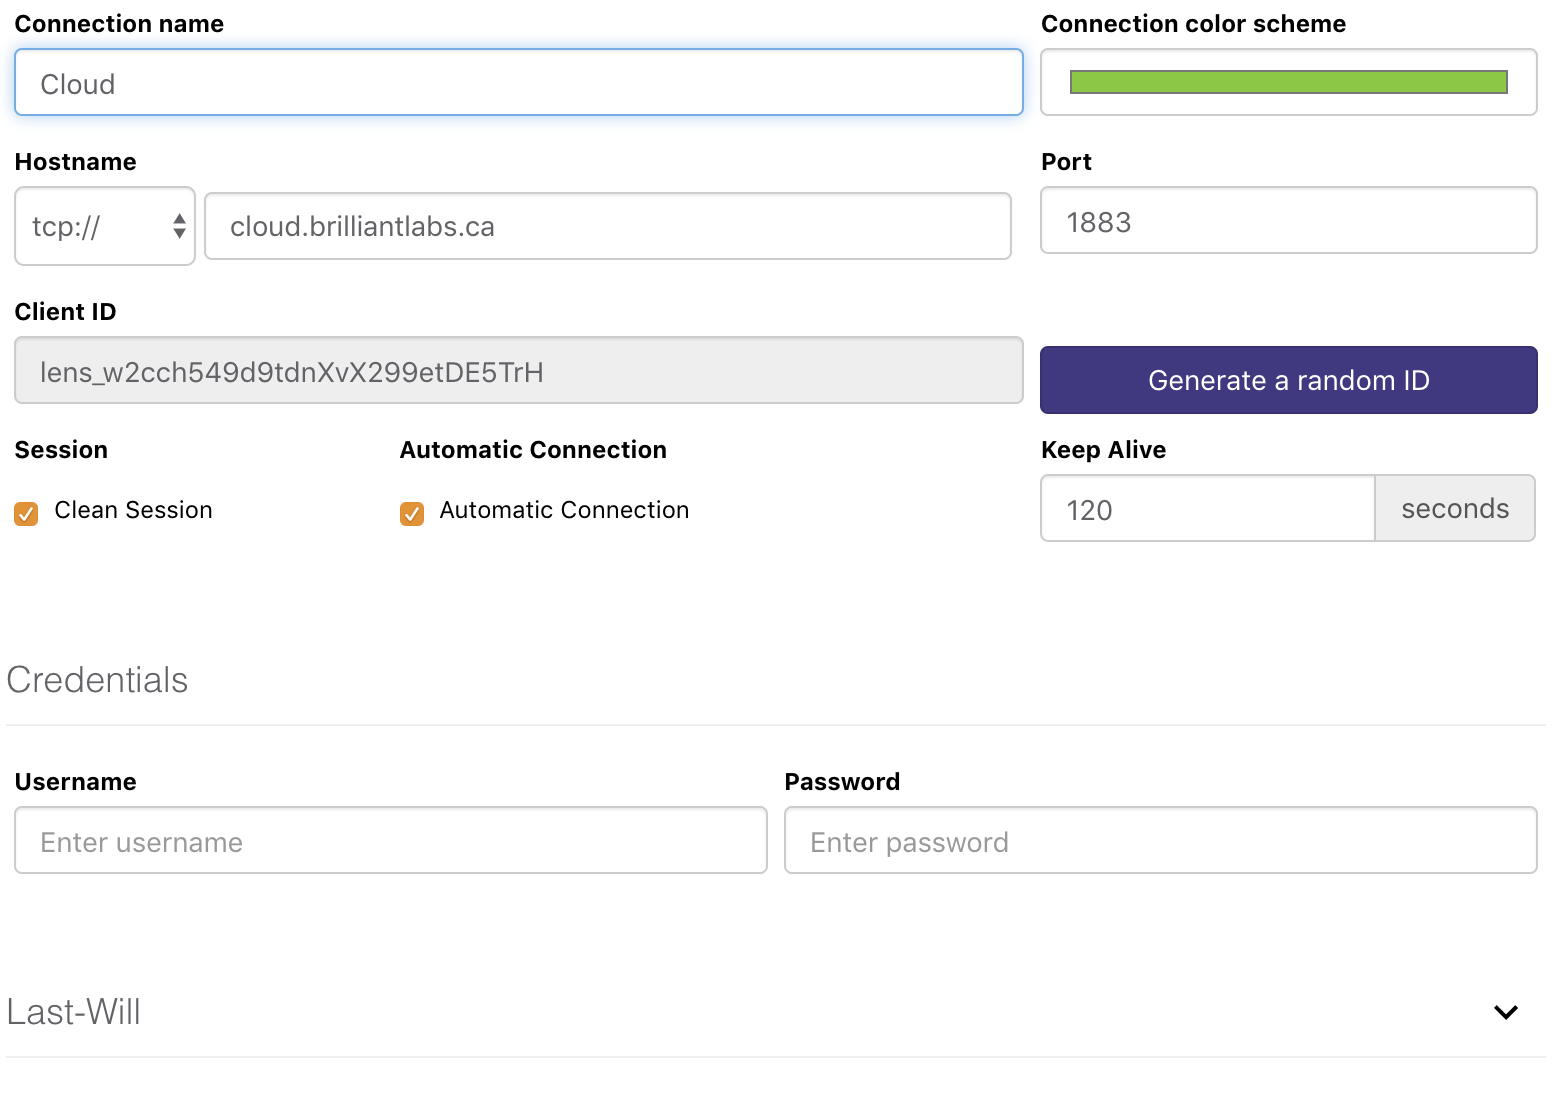 Connection name
Connection color scheme
Cloud
Hostname
Port
tcp://
cloud.brilliantlabs.ca
1883
Client ID
lens_w2cch549d9tdnXvX299etDE5TrH
Generate a random ID
Session
Automatic Connection
Keep Alive
Clean Session
Automatic Connection
120
seconds
Credentials
Username
Password
Enter username
Enter password
Last-Will